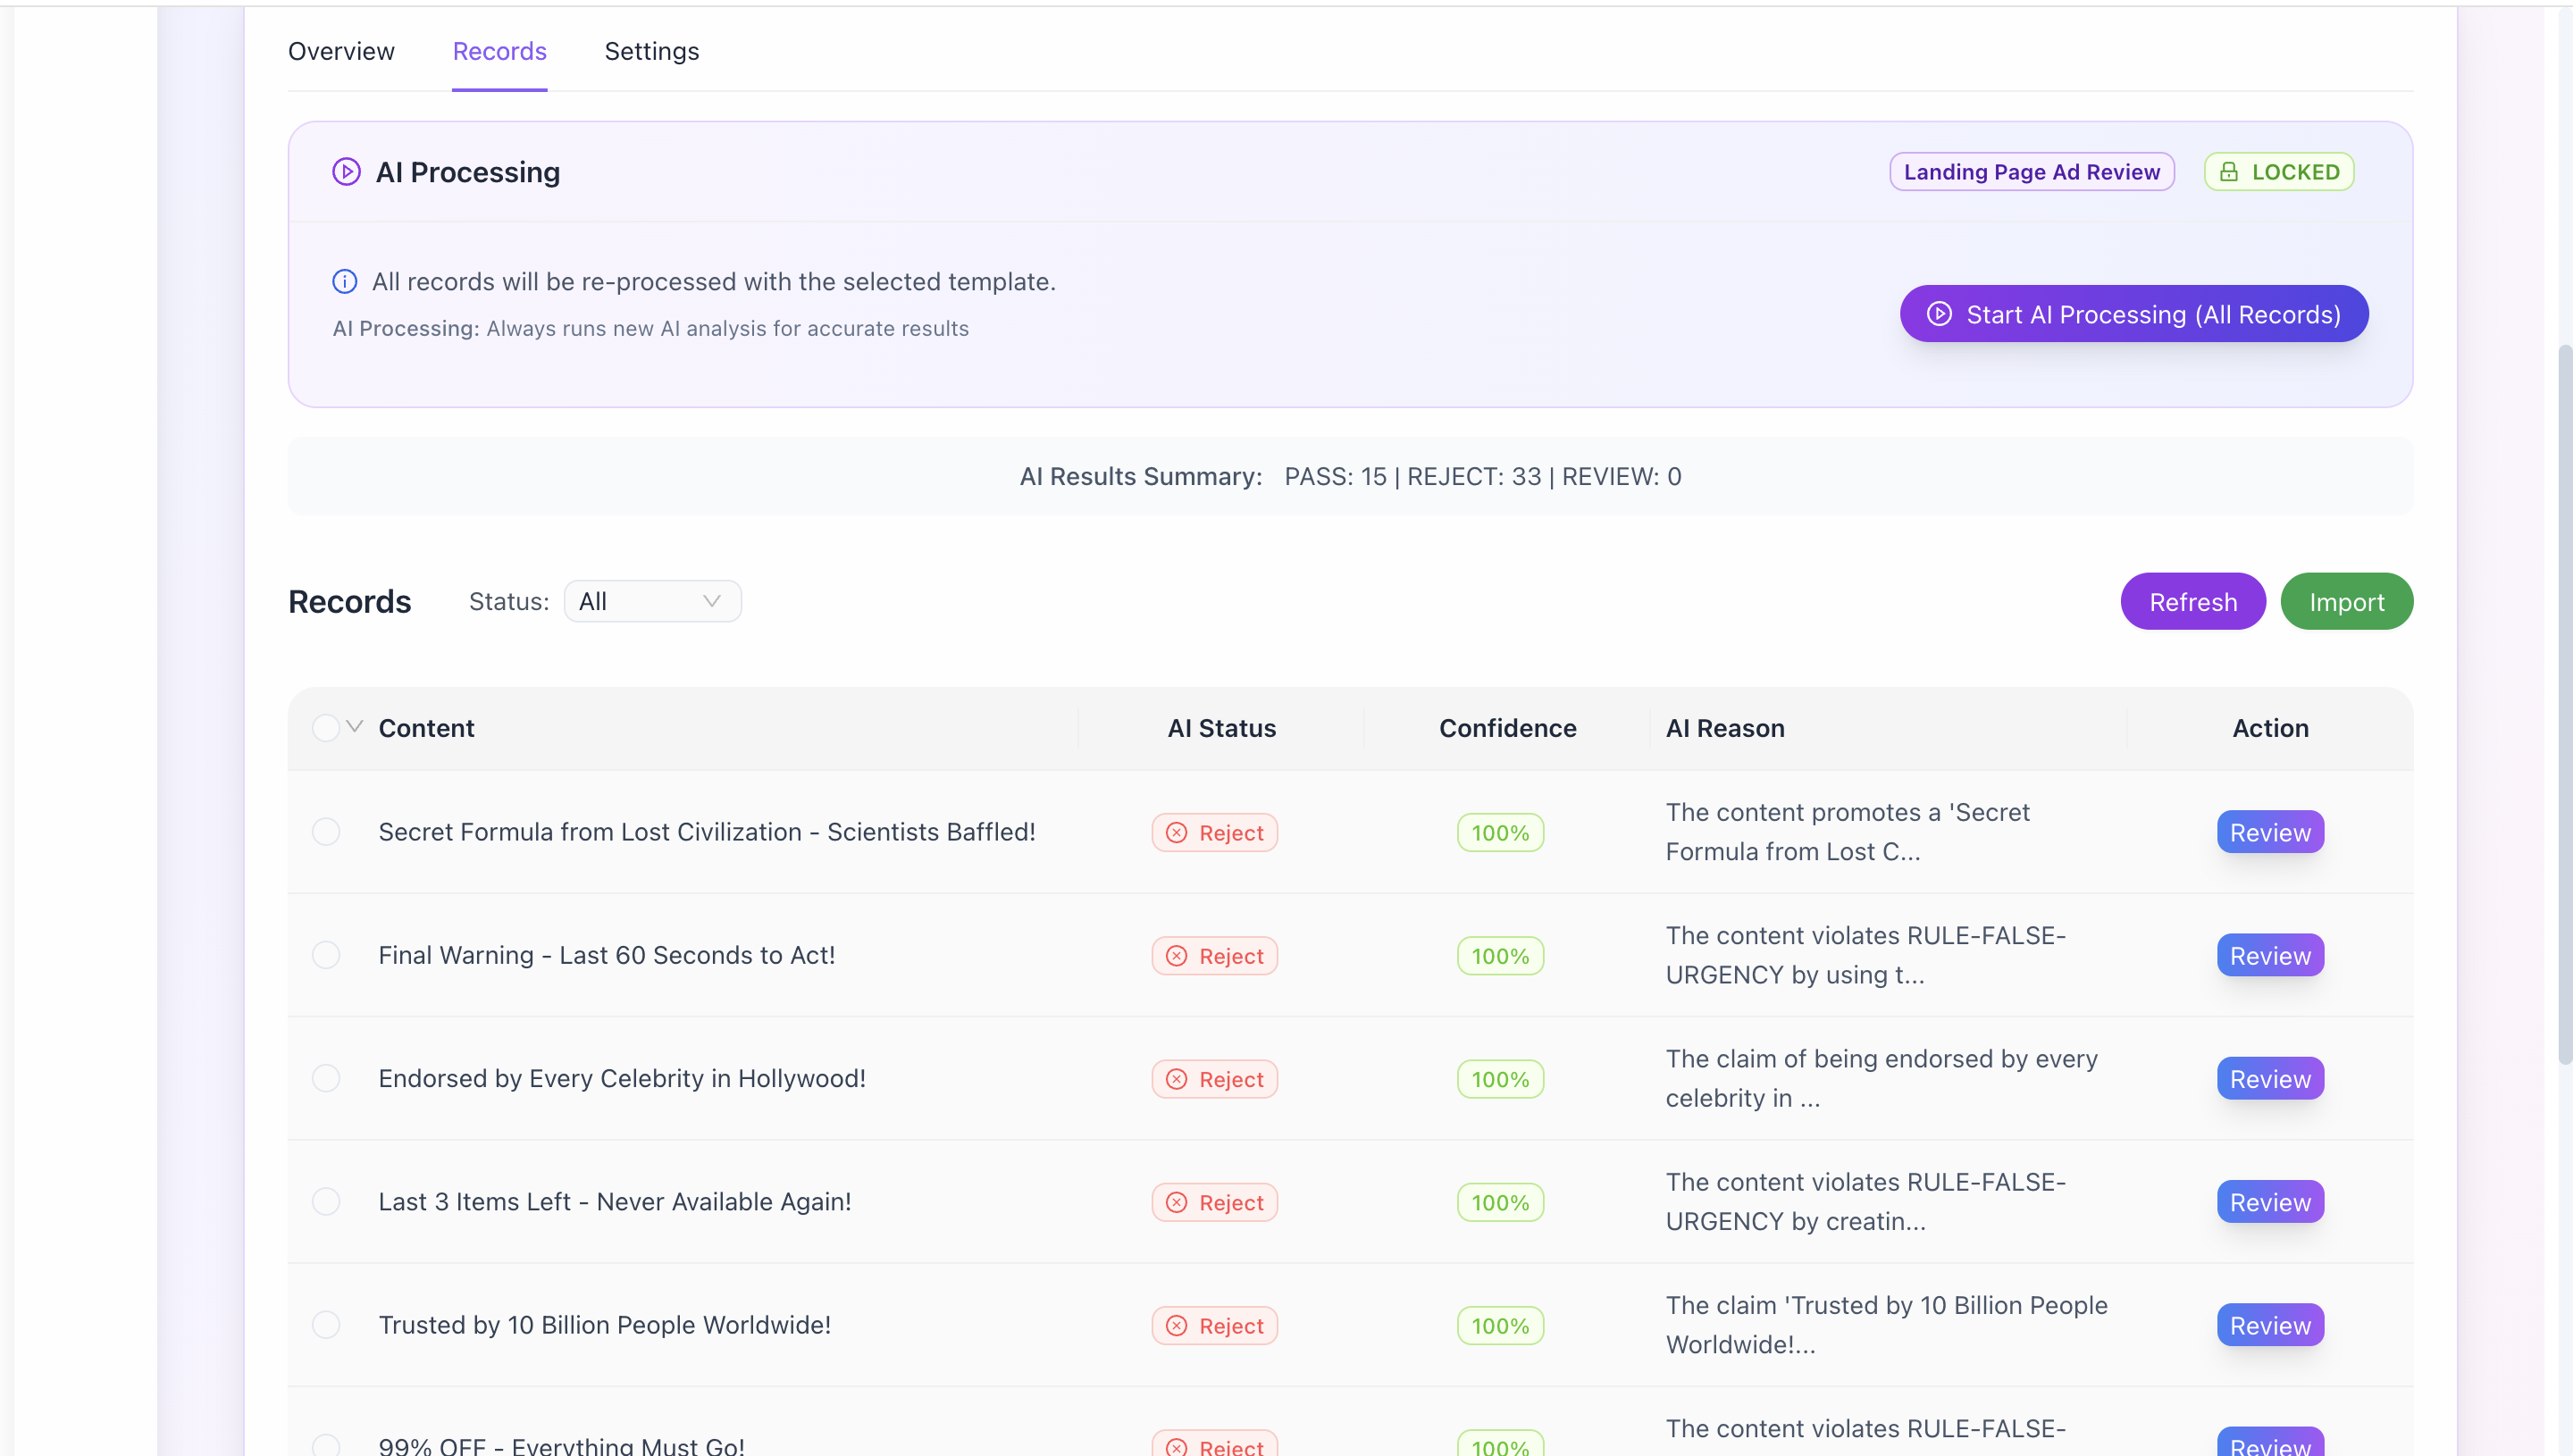 Overview
Records
Settings
AI Processing
Landing Page Ad Review
LOCKED
All records will be re-processed with the selected template.
AI Processing: Always runs new AI analysis for accurate results
Start AI Processing (All Records)
AI Results Summary: PASS: 15 | REJECT: 33 | REVIEW: 0
Records
Status:
All
Refresh
Import
Content
AI Status
Confidence
AI Reason
Action
Secret Formula from Lost Civilization - Scientists Baffled!
Reject
100%
The content promotes a 'Secret
Formula from Lost C...
Review
Final Warning - Last 60 Seconds to Act!
Reject
100%
The content violates RULE-FALSE-
URGENCY by using t...
Review
Endorsed by Every Celebrity in Hollywood!
Reject
100%
The claim of being endorsed by every
celebrity in ...
Review
Last 3 Items Left - Never Available Again!
Reject
100%
The content violates RULE-FALSE-
URGENCY by creatin...
Review
Trusted by 10 Billion People Worldwide!
Reject
100%
The claim 'Trusted by 10 Billion People
Worldwide!...
Review
99% OFF - Everything Must Go!
Reject
100%
The content violates RULE-FALSE-
Review